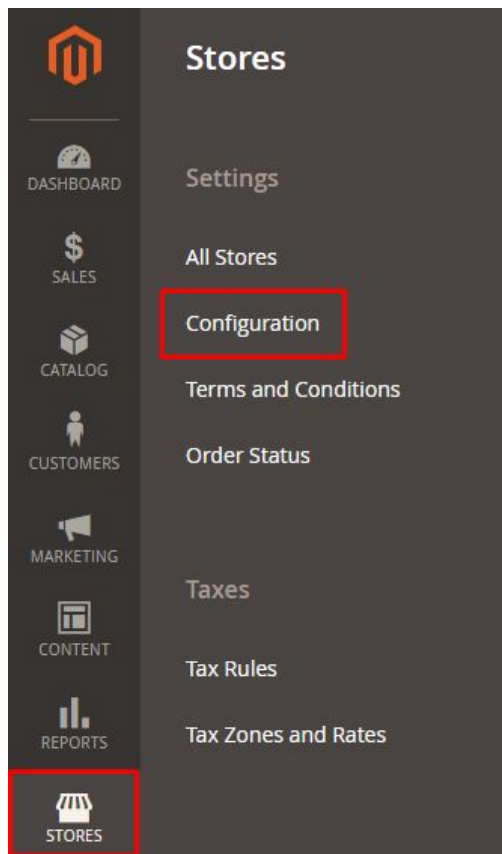 Stores
DASHBOARD
SALES
CATALOG
CUSTOMERS
MARKETING
CONTENT
REPORTS
STORES
Settings
All Stores
Configuration
Terms and Conditions
Order Status
Taxes
Tax Rules
Tax Zones and Rates